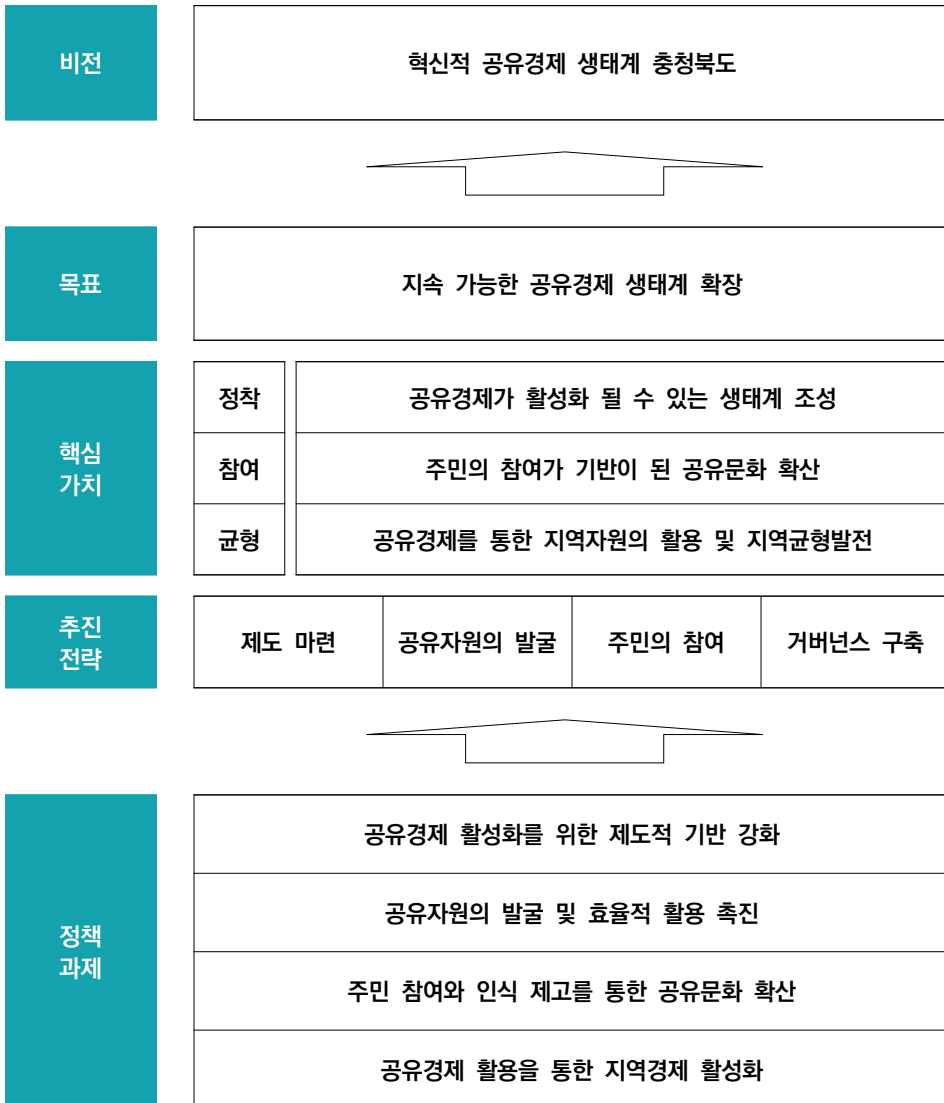 비전
혁신적 공유경제 생태계 충청북도
목표
지속 가능한 공유경제 생태계 확장
핵심
가치
정착
공유경제가 활성화 될 수 있는 생태계 조성
참여
주민의 참여가 기반이 된 공유문화 확산
균형
공유경제를 통한 지역자원의 활용 및 지역균형발전
추진
전략
제도 마련
공유자원의 발굴
주민의 참여
거버넌스 구축
정책
과제
공유경제 활성화를 위한 제도적 기반 강화
공유자원의 발굴 및 효율적 활용 촉진
주민 참여와 인식 제고를 통한 공유문화 확산
공유경제 활용을 통한 지역경제 활성화